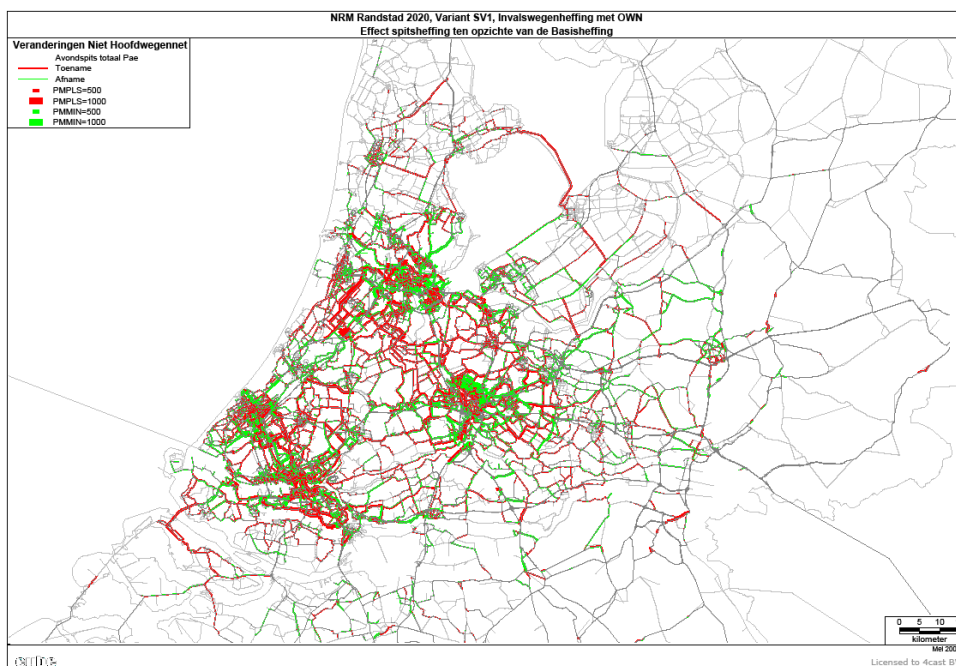 NRM Randstad 2020, Variant SV1, Invalswegenheffing met OWN
Effect spitsheffing ten opzichte van de Basisheffing
Veranderingen Niet Hoofdwegennet
Avondspits totaal Pae
Toename
Afname
PMPLS=500
PMPLS=1000
PMMIN=500
PMMIN=1000
0 5 10
kilometer
Mei 200
Licensed to 4cast B